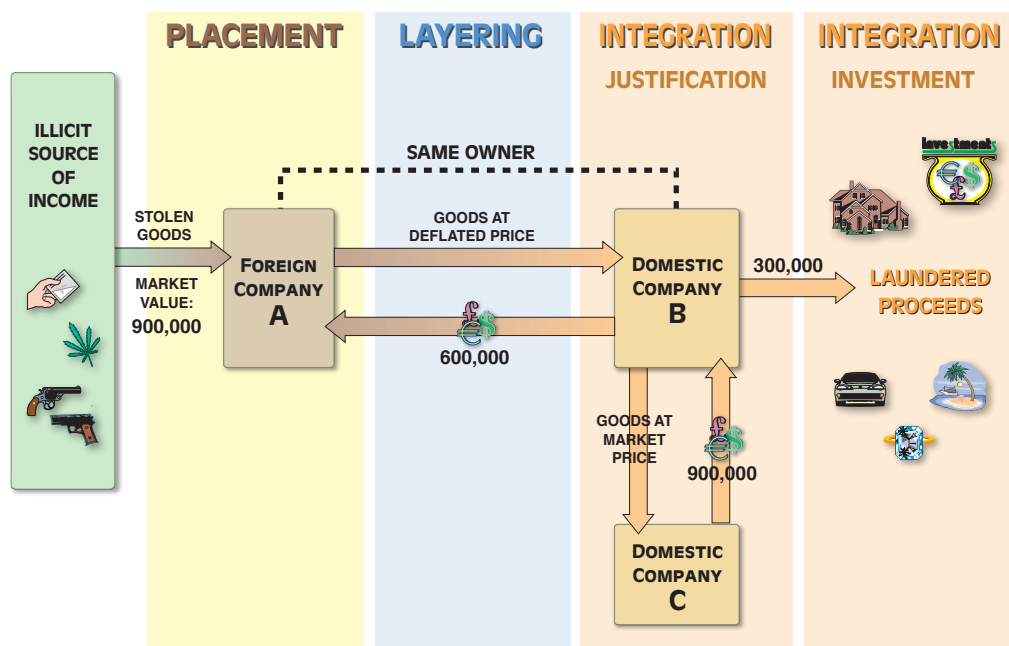 PLACEMENT
LAYERING
INTEGRATION
JUSTIFICATION
INTEGRATION
INVESTMENT
ILLICIT
SOURCE
OF
INCOME
Investments
SAME OWNER
STOLEN
GOODS
MARKET
VALUE:
900,000
FOREIGN
COMPANY
A
GOODS AT
DEFLATED PRICE
£
€$
600,000
DOMESTIC
COMPANY
B
300,000
LAUNDERED
PROCEEDS
€$
£
GOODS AT
MARKET
PRICE
£
€$
900,000
DOMESTIC
COMPANY
C